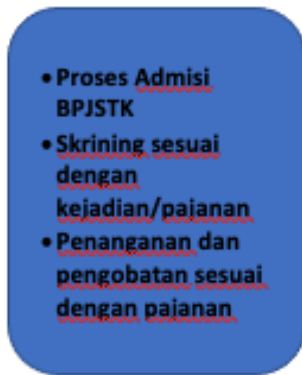 • Proses Admisi
BPJSTK
• Skrining sesuai
dengan
kejadian/pajanan
• Penanganan dan
pengobatan sesuai
dengan pajanan